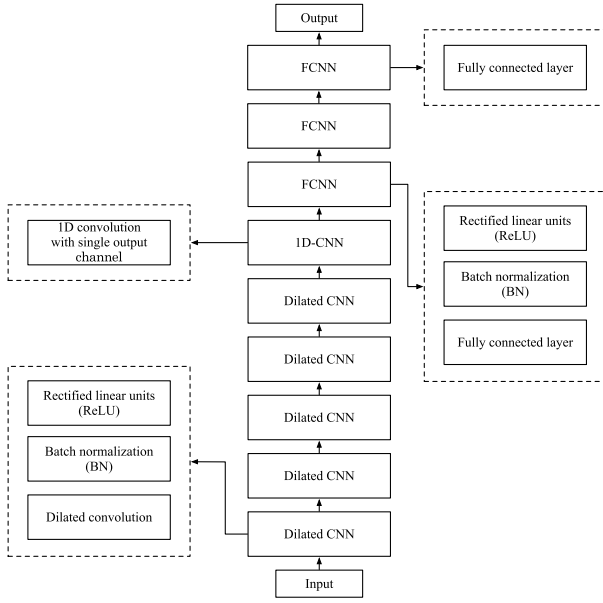 Output
FCNN
Fully connected layer
FCNN
FCNN
Rectified linear units
(ReLU)
Batch normalization
(BN)
Fully connected layer
1D-CNN
1D convolution
with single output
channel
Dilated CNN
Dilated CNN
Dilated CNN
Dilated CNN
Dilated CNN
Rectified linear units
(ReLU)
Batch normalization
(BN)
Dilated convolution
Input